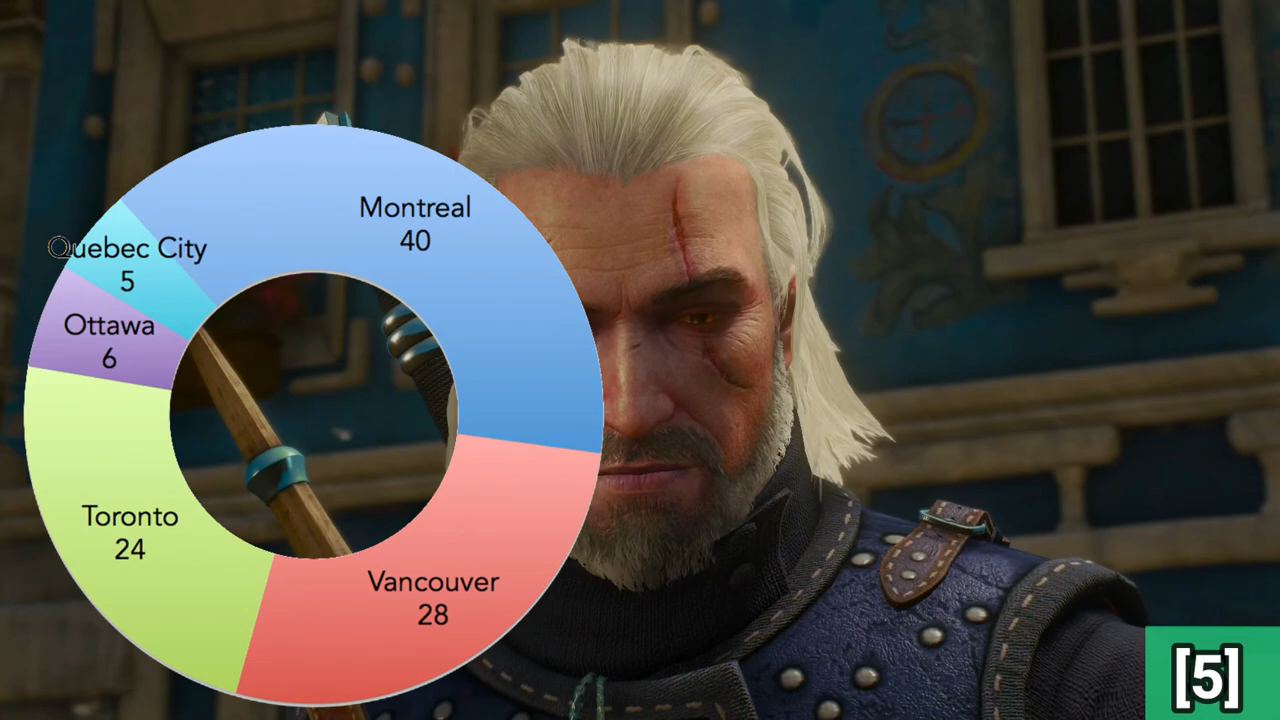 Montreal
40
Quebec City
5
Ottawa
6
Toronto
24
Vancouver
28
[5]